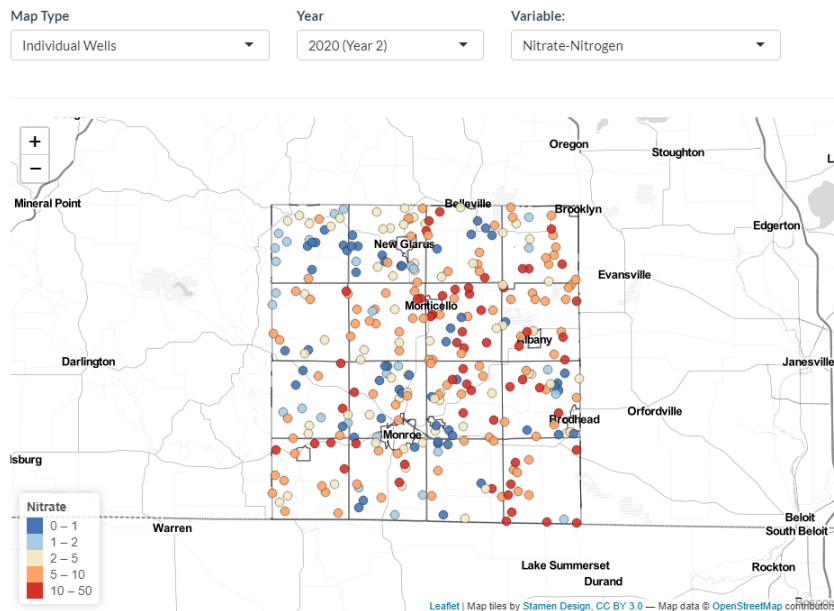 Map Type
Year
Variable:
Individual Wells
2020 (Year 2)
Nitrate-Nitrogen
+
−
Oregon
Stoughton
Mineral Point
Belleville
Brooklyn
Edgerton
New Glarus
Evansville
Monticello
Albany
Darlington
Janesville
Orfordville
Brodhead
Monroe
lsburg
Nitrate
0 – 1
1 – 2
2 – 5
5 – 10
10 – 50
Warren
Beloit
South Beloit
Lake Summerset
Rockton
Durand
Leaflet | Map tiles by Stamen Design, CC BY 3.0 — Map data © OpenStreetMap contributors